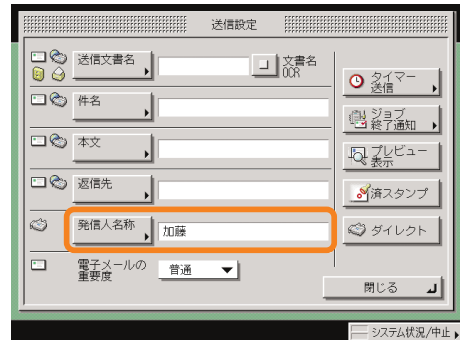 送信設定
送信文書名
文書名
OCR
タイマー
送信
件名
ジョブ
終了通知
本文
プレビュー
表示
返信先
済スタンプ
発信人名称
加藤
ダイレクト
電子メールの
重要度
普通
閉じる
システム状況/中止